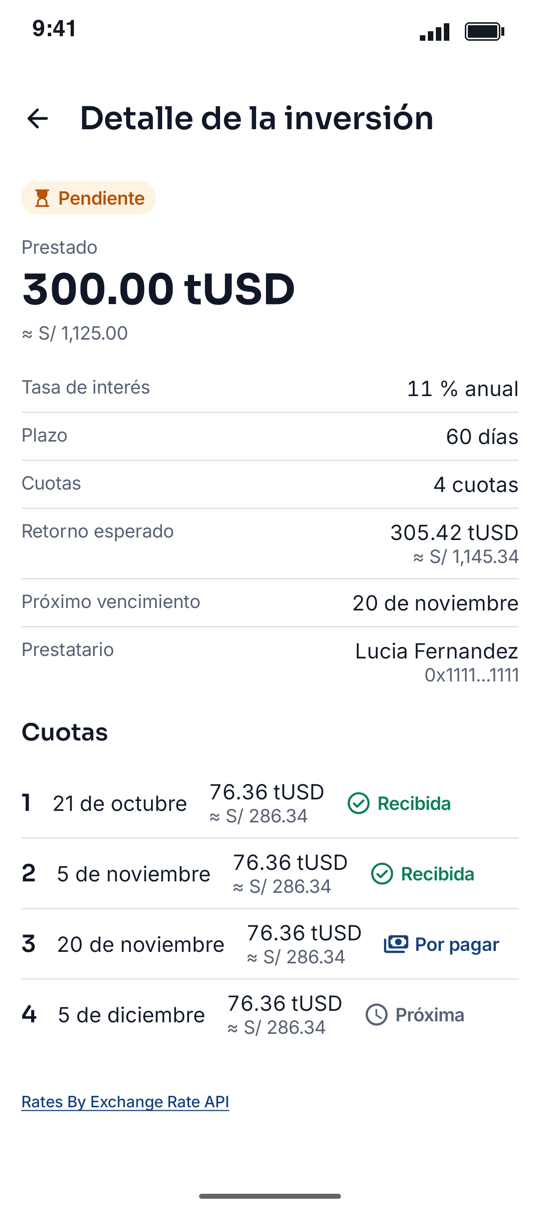 9:41
Detalle de la inversión
Pendiente
Prestado
300.00 tUSD
≈ S/ 1,125.00
Tasa de interés 11 % anual
Plazo 60 días
Cuotas 4 cuotas
Retorno esperado 305.42 tUSD
≈ S/ 1,145.34
Próximo vencimiento 20 de noviembre
Prestatario Lucia Fernandez
0x1111...1111
Cuotas
1 21 de octubre 76.36 tUSD Recibida
≈ S/ 286.34
2 5 de noviembre 76.36 tUSD Recibida
≈ S/ 286.34
3 20 de noviembre 76.36 tUSD Por pagar
≈ S/ 286.34
4 5 de diciembre 76.36 tUSD Próxima
≈ S/ 286.34
Rates By Exchange Rate API